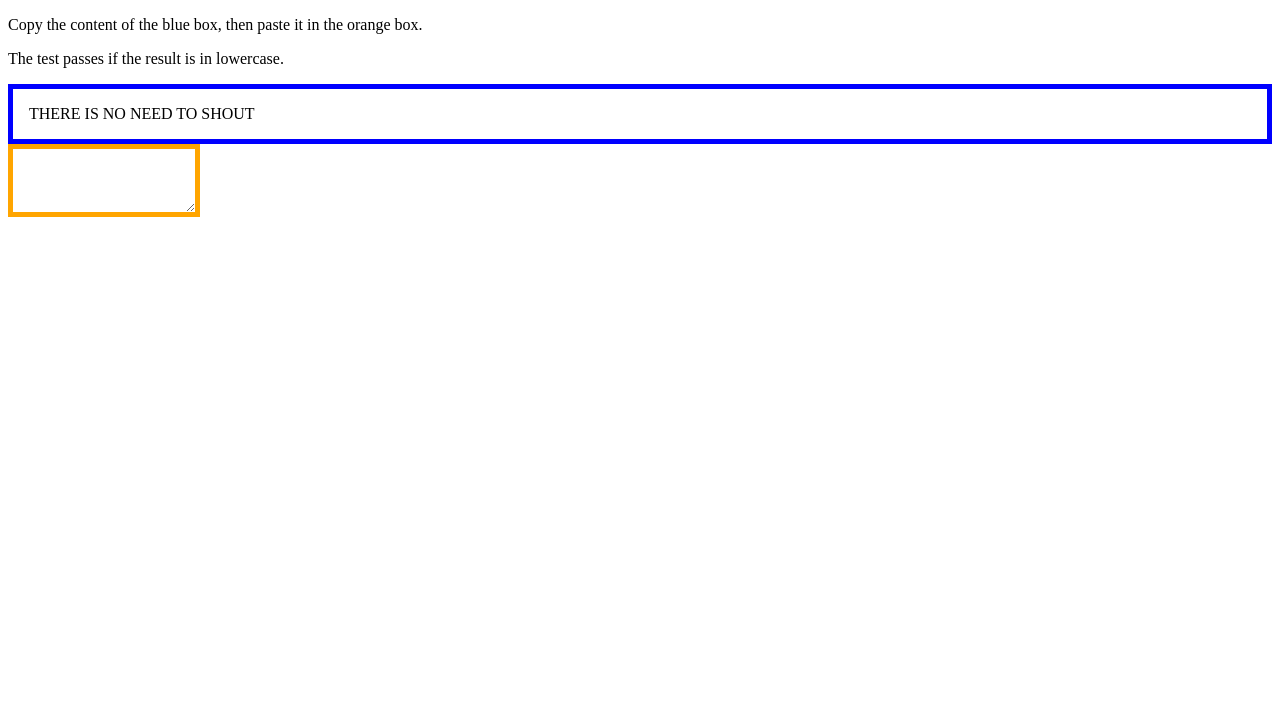 Copy the content of the blue box, then paste it in the orange box.
The test passes if the result is in lowercase.
THERE IS NO NEED TO SHOUT